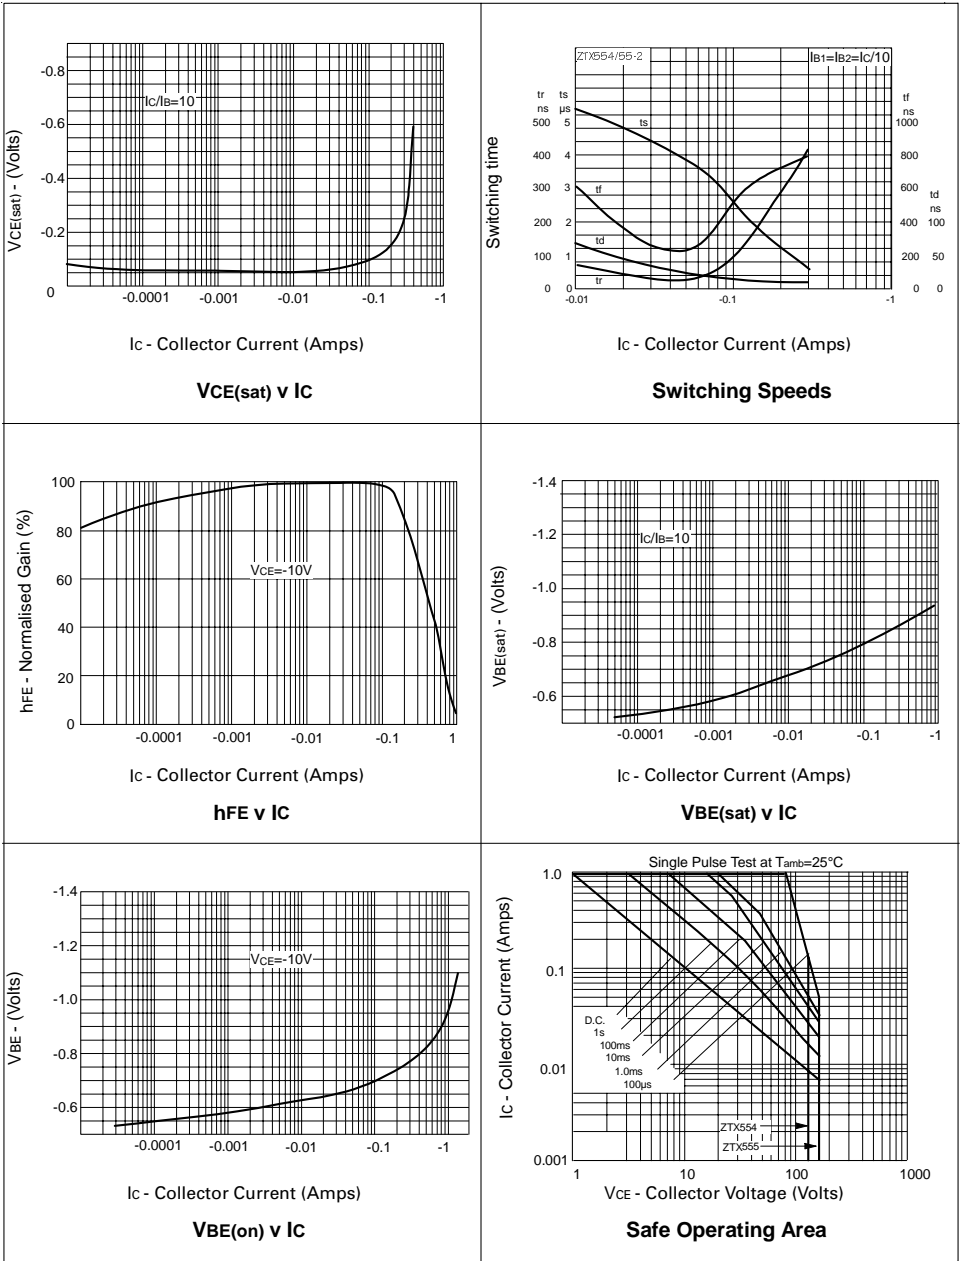 -0.8
-0.6
-0.4
-0.2
0
VCE(sat) - (Volts)
IC/IB=10
-0.0001 -0.001 -0.01 -0.1 -1
IC - Collector Current (Amps)
VCE(sat) v IC
ZTX554/55-2
IB1=IB2=IC/10
Switching time
tr ts
ns µs
500 5
400 4
300 3
200 2
100 1
0 0
tf
ns
1000
800
600
400
200
0
td
ns
100
50
0
ts
tf
td
tr
-0.01 -0.1 -1
IC - Collector Current (Amps)
Switching Speeds
100
80
60
40
20
0
hFE - Normalised Gain (%)
VCE=-10V
-0.0001 -0.001 -0.01 -0.1 1
IC - Collector Current (Amps)
hFE v IC
-1.4
-1.2
-1.0
-0.8
-0.6
VBE(sat) - (Volts)
IC/IB=10
-0.0001 -0.001 -0.01 -0.1 -1
IC - Collector Current (Amps)
VBE(sat) v IC
-1.4
-1.2
-1.0
-0.8
-0.6
VBE - (Volts)
VCE=-10V
-0.0001 -0.001 -0.01 -0.1 -1
IC - Collector Current (Amps)
VBE(on) v IC
Single Pulse Test at Tamb=25°C
1.0
0.1
0.01
0.001
IC - Collector Current (Amps)
D.C.
1s
100ms
10ms
1.0ms
100µs
ZTX554
ZTX555
1 10 100 1000
VCE - Collector Voltage (Volts)
Safe Operating Area